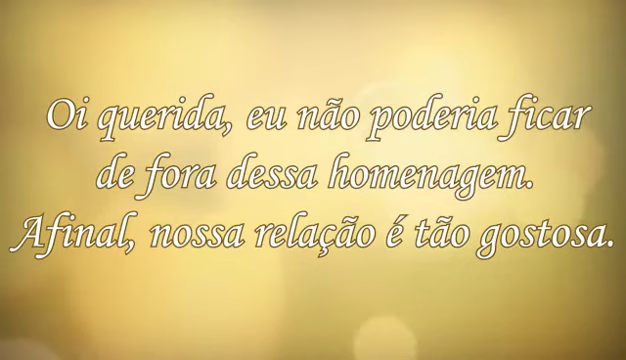 Oi querida, eu não poderia ficar
de fora dessa homenagem.
Afinal, nossa relação é tão gostosa.